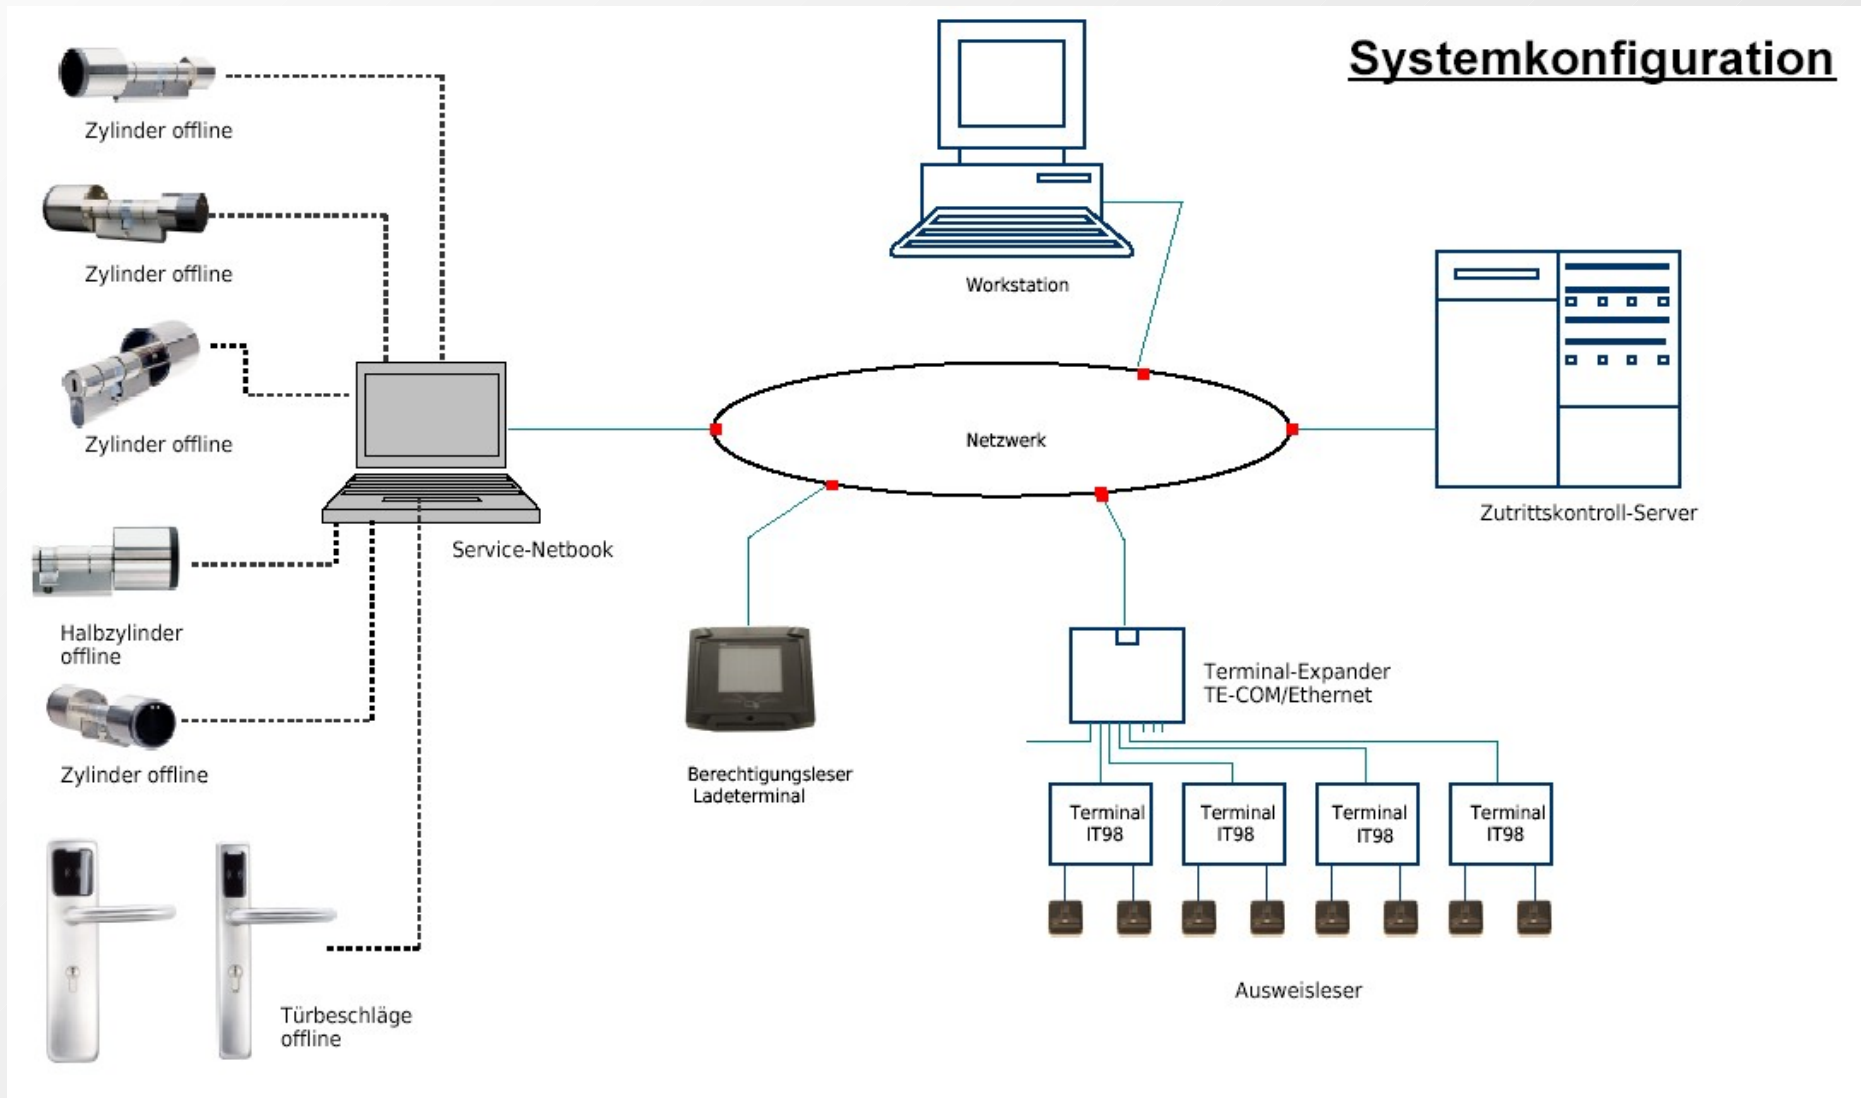 Systemkonfiguration
Zylinder offline
Zylinder offline
Zylinder offline
Halbzylinder
offline
Zylinder offline
Türbeschläge
offline
Service-Netbook
Workstation
Netzwerk
Zutrittskontroll-Server
Berechtigungsleser
Ladeterminal
Terminal-Expander
TE-COM/Ethernet
Terminal
IT98
Terminal
IT98
Terminal
IT98
Terminal
IT98
Ausweisleser